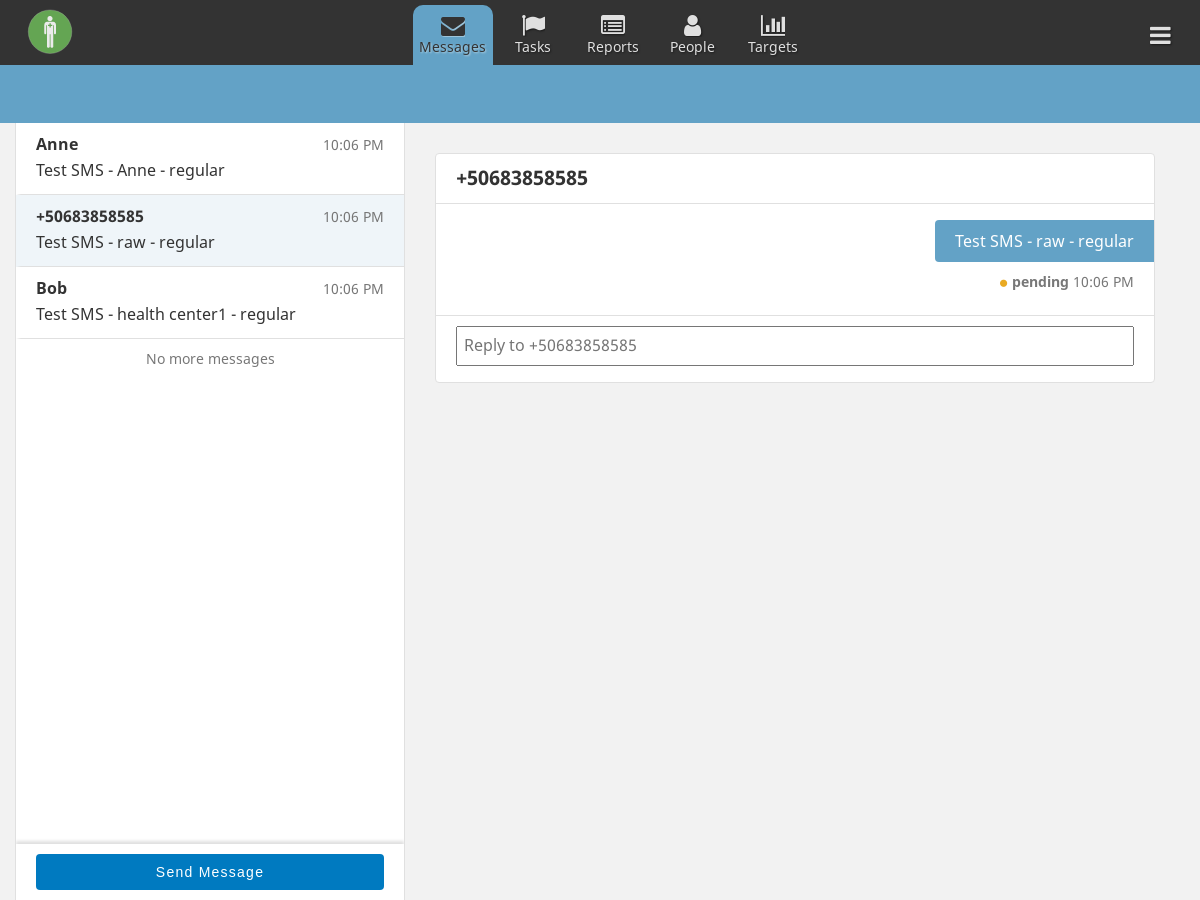 Messages
Tasks
Reports
People
Targets
Anne 10:06 PM
Test SMS - Anne - regular
+50683858585 10:06 PM
Test SMS - raw - regular
Bob 10:06 PM
Test SMS - health center1 - regular
No more messages
Send Message
+50683858585
Test SMS - raw - regular
pending 10:06 PM
Reply to +50683858585